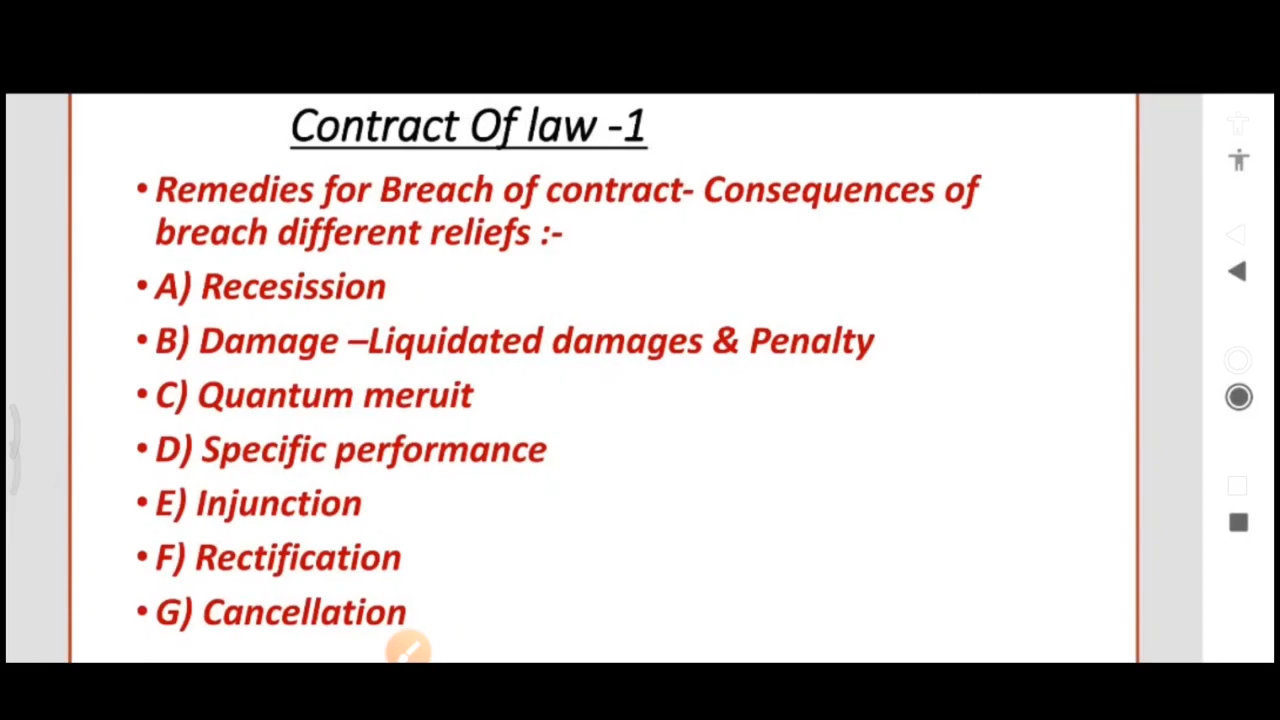 Contract Of law -1
• Remedies for Breach of contract- Consequences of
breach different reliefs :-
• A) Recesission
• B) Damage –Liquidated damages & Penalty
• C) Quantum meruit
• D) Specific performance
• E) Injunction
• F) Rectification
• G) Cancellation